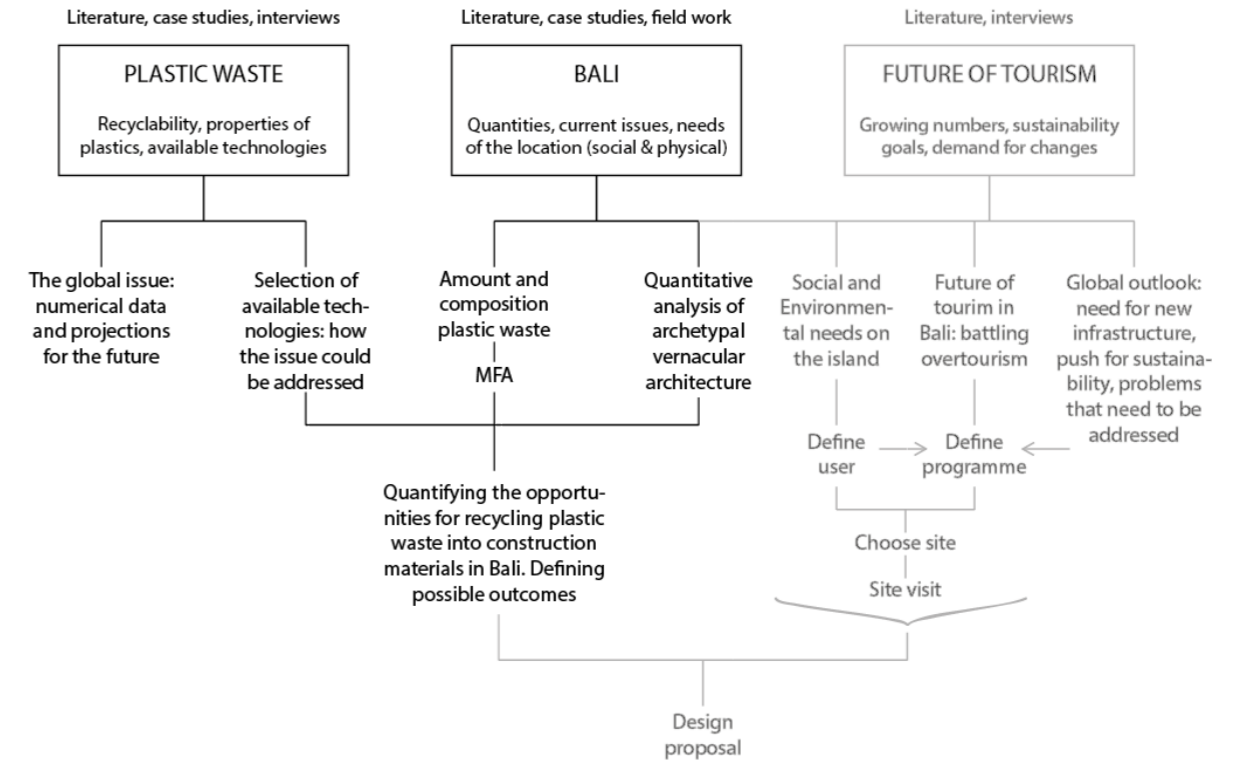 Literature, case studies, interviews
PLASTIC WASTE
Recyclability, properties of
plastics, available technologies
Literature, case studies, field work
BALI
Quantities, current issues, needs
of the location (social & physical)
Literature, interviews
FUTURE OF TOURISM
Growing numbers, sustainability
goals, demand for changes
The global issue:
numerical data
and projections
for the future
Selection of
available tech-
nologies: how
the issue could
be addressed
Amount and
composition
plastic waste
MFA
Quantitative
analysis of
archetypal
vernacular
architecture
Social and
Environmen-
tal needs on
the island
Future of
tourim in
Bali: battling
overtourism
Global outlook:
need for new
infrastructure,
push for sustaina-
bility, problems
that need to be
addressed
Define
user
Define
programme
Quantifying the opportu-
nities for recycling plastic
waste into construction
materials in Bali. Defining
possible outcomes
Choose site
Site visit
Design
proposal